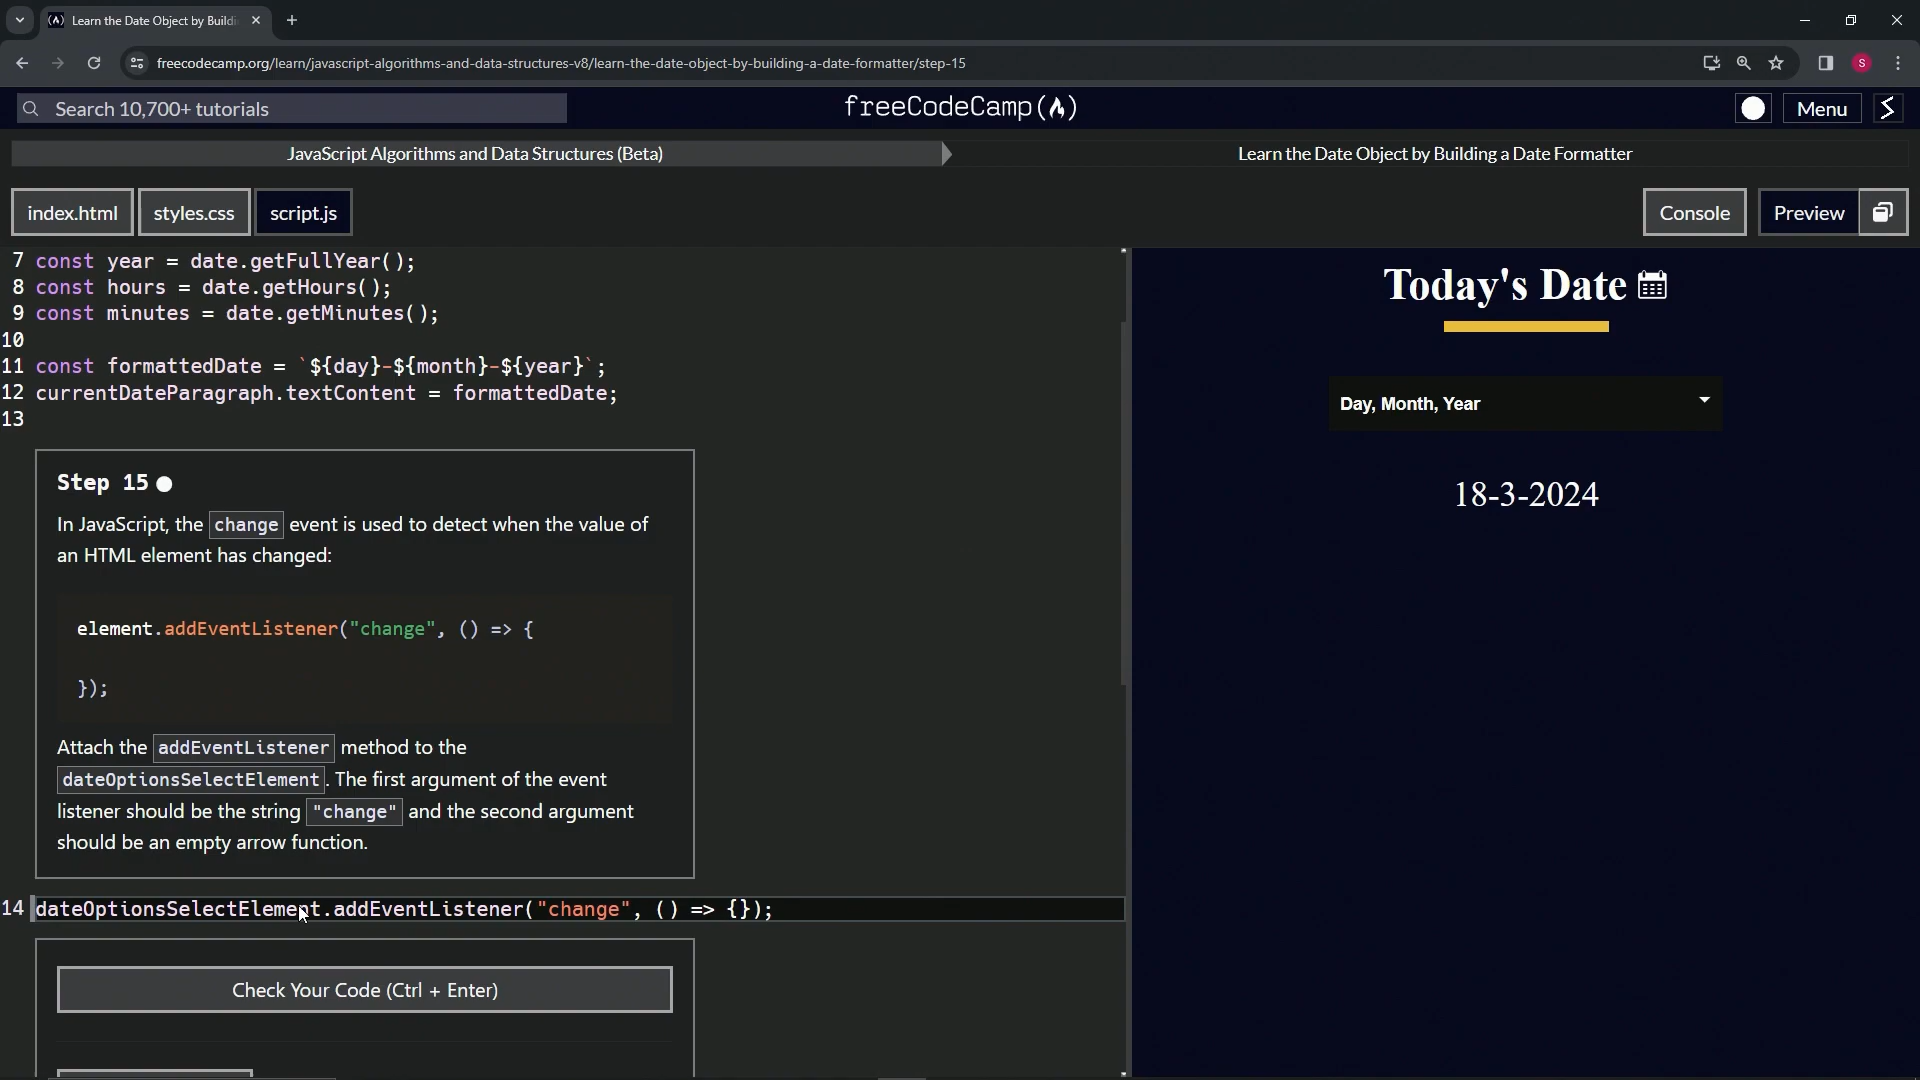 Learn the Date Object by Buildi
freecodecamp.org/learn/javascript-algorithms-and-data-structures-v8/learn-the-date-object-by-building-a-date-formatter/step-15
S
Search 10,700+ tutorials
freeCodeCamp(🔥)
Menu
JavaScript Algorithms and Data Structures (Beta)
Learn the Date Object by Building a Date Formatter
index.html
styles.css
script.js
Console
Preview
7 const year = date.getFullYear();
8 const hours = date.getHours();
9 const minutes = date.getMinutes();
10
11 const formattedDate = `${day}-${month}-${year}`;
12 currentDateParagraph.textContent = formattedDate;
13
Step 15
In JavaScript, the change event is used to detect when the value of
an HTML element has changed:
element.addEventListener("change", () => {
});
Attach the addEventListener method to the
dateOptionsSelectElement. The first argument of the event
listener should be the string "change" and the second argument
should be an empty arrow function.
14 dateOptionsSelectElement.addEventListener("change", () => {});
Check Your Code (Ctrl + Enter)
Today's Date
Day, Month, Year
18-3-2024